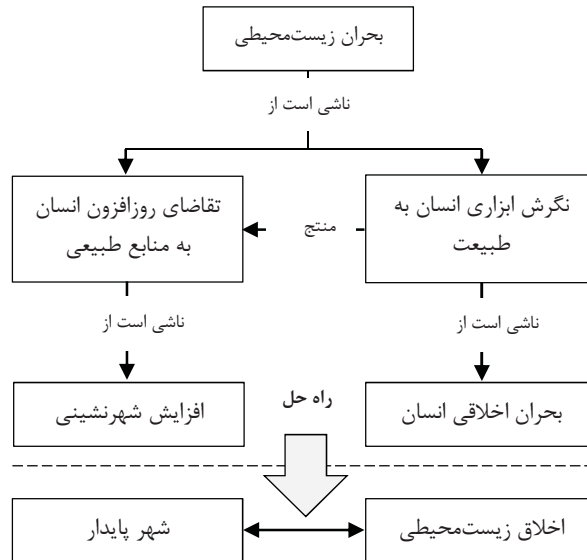 بحران زیست‌محیطی
ناشی است از
نگرش ابزاری انسان به
طبیعت
منتج
تقاضای روزافزون انسان
به منابع طبیعی
ناشی است از
ناشی است از
بحران اخلاقی انسان
افزایش شهرنشینی
راه حل
اخلاق زیست‌محیطی
شهر پایدار